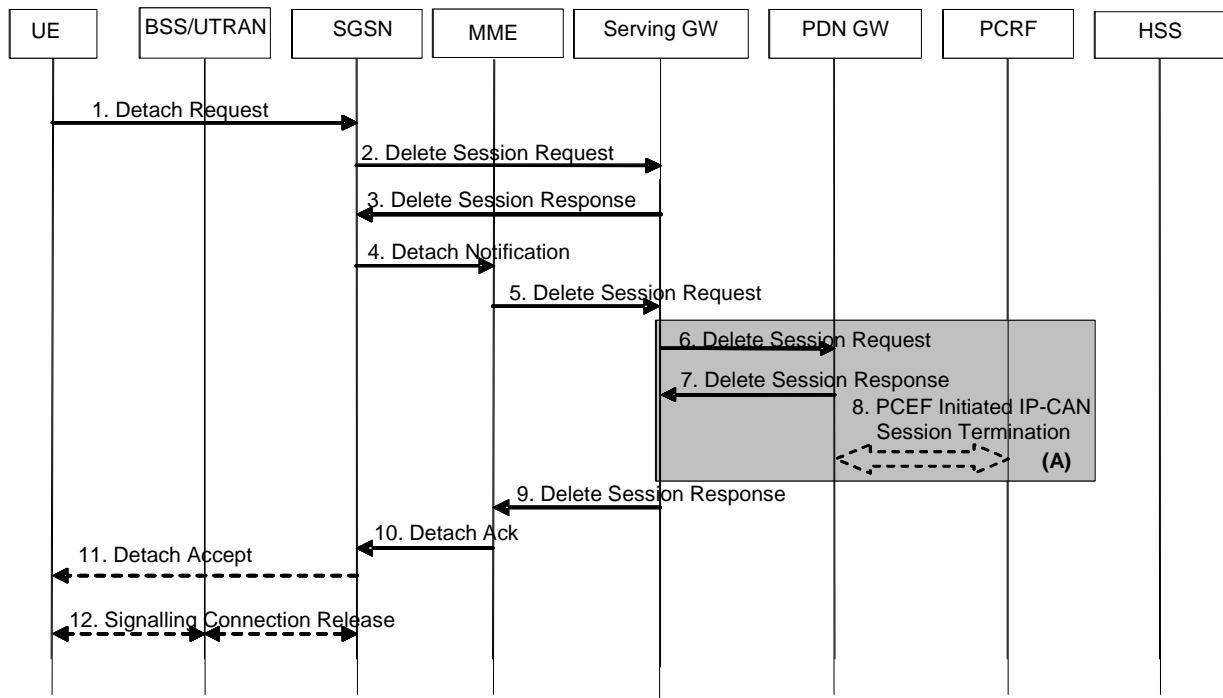 UE
BSS/UTRAN
SGSN
MME
Serving GW
PDN GW
PCRF
HSS
1. Detach Request
2. Delete Session Request
3. Delete Session Response
4. Detach Notification
5. Delete Session Request
6. Delete Session Request
7. Delete Session Response
8. PCEF Initiated IP-CAN
Session Termination
(A)
9. Delete Session Response
10. Detach Ack
11. Detach Accept
12. Signalling Connection Release